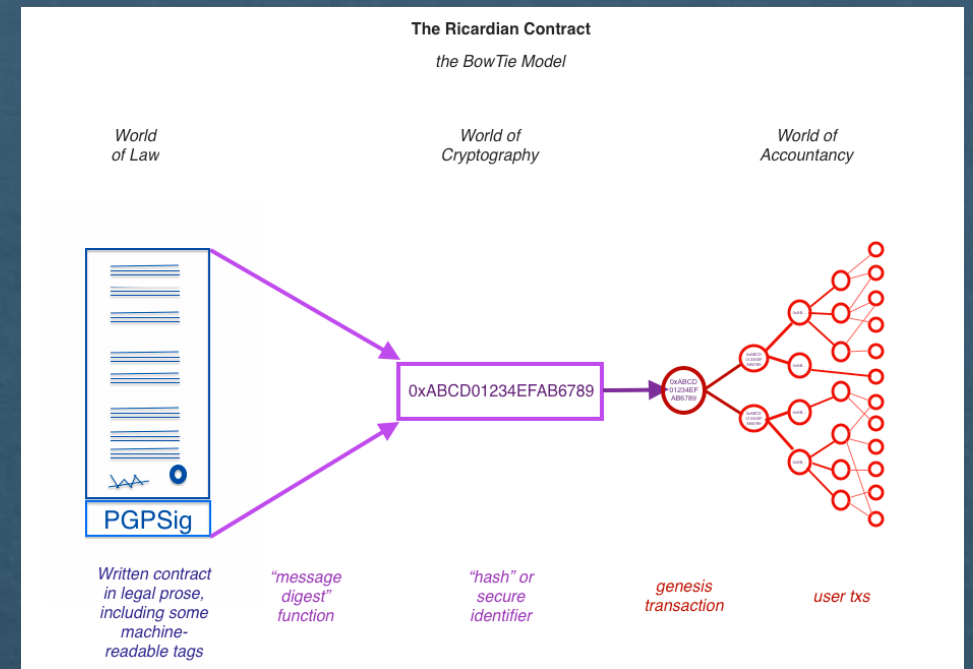 The Ricardian Contract
the BowTie Model
World
of Law
World of
Cryptography
World of
Accountancy
PGPSig
0xABCD01234EFAB6789
0xABCD
01234EF
AB6789
Written contract
in legal prose,
including some
machine-
readable tags
"message
digest"
function
"hash" or
secure
identifier
genesis
transaction
user txs